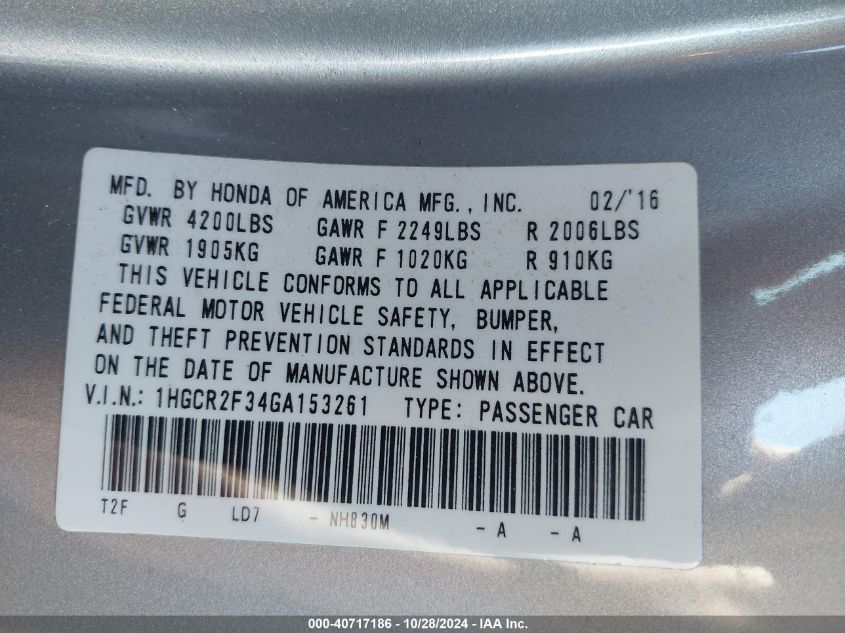 MFD. BY HONDA OF AMERICA MFG., INC. 02/'16
GVWR 4200LBS GAWR F 2249LBS R 2006LBS
GVWR 1905KG GAWR F 1020KG R 910KG
THIS VEHICLE CONFORMS TO ALL APPLICABLE
FEDERAL MOTOR VEHICLE SAFETY, BUMPER,
AND THEFT PREVENTION STANDARDS IN EFFECT
ON THE DATE OF MANUFACTURE SHOWN ABOVE.
V.I.N.: 1HGCR2F34GA153261 TYPE: PASSENGER CAR
T2F G LD7 - NH830M - A - A
000-40717186 - 10/28/2024 - IAA Inc.